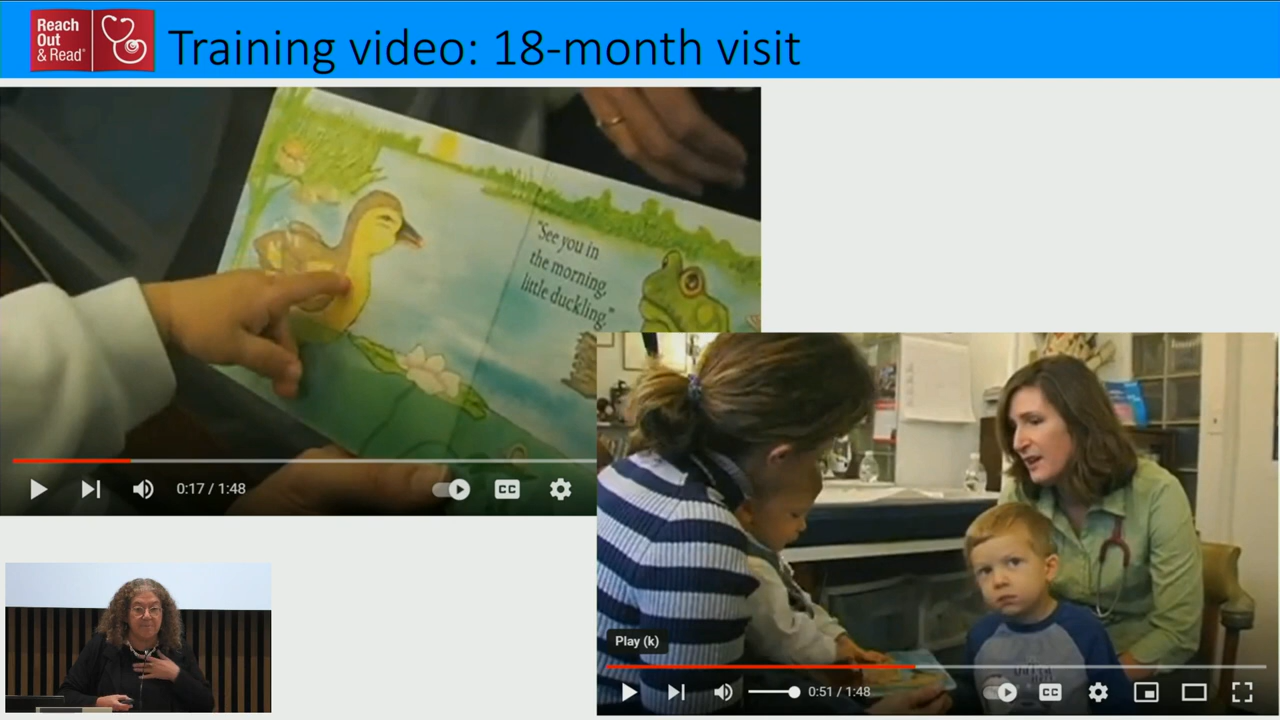 Reach
Out
& Read®
Training video: 18-month visit
"See you in
the morning,
little duckling."
0:17 / 1:48
CC
Play (k)
0:51 / 1:48
CC